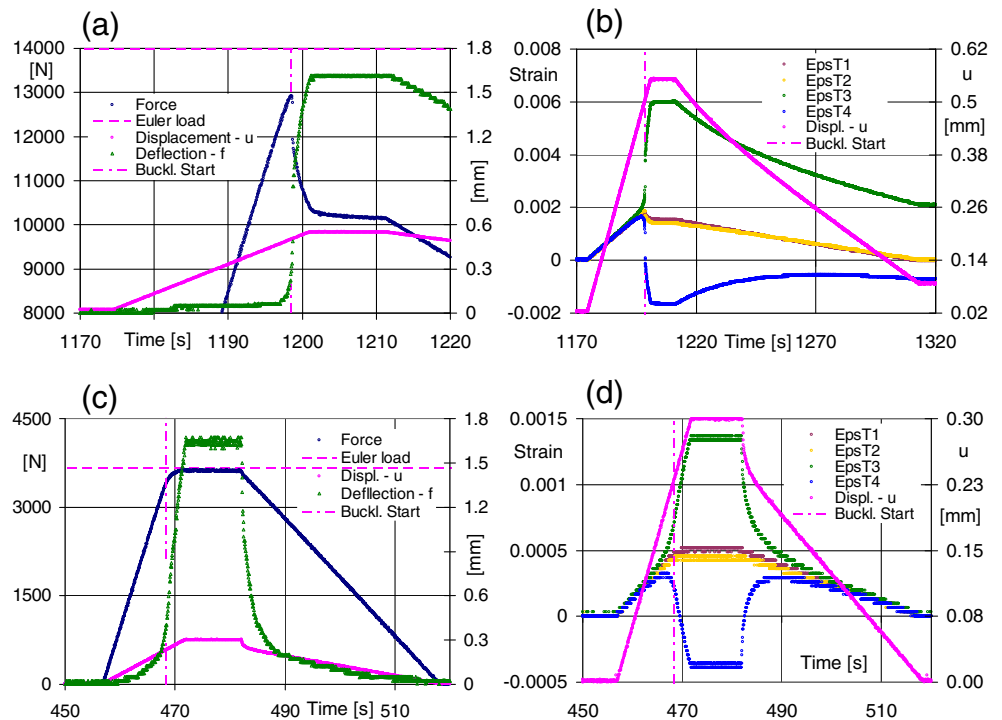 (a)
14000
[N]
13000
12000
11000
10000
9000
8000
1.8
1.5
1.2
0.9
[mm]
0.6
0.3
0
Force
Euler load
Displacement - u
Deflection - f
Buckl. Start
1170
Time [s]
1190
1200
1210
1220
(b)
0.008
Strain
0.006
0.004
0.002
0
-0.002
0.62
u
0.5
[mm]
0.38
0.26
0.14
0.02
EpsT1
EpsT2
EpsT3
EpsT4
Displ. - u
Buckl. Start
1170
1220
Time [s]
1270
1320
(c)
4500
[N]
3000
1500
0
1.8
1.5
1.2
0.9
[mm]
0.6
0.3
0
Force
Euler load
Displ. - u
Defllection - f
Buckl. Start
450
470
490
Time [s]
510
(d)
0.0015
Strain
0.001
0.0005
0
-0.0005
0.30
u
0.23
[mm]
0.15
0.08
0.00
EpsT1
EpsT2
EpsT3
EpsT4
Displ. - u
Buckl. Start
Time [s]
450
470
490
510